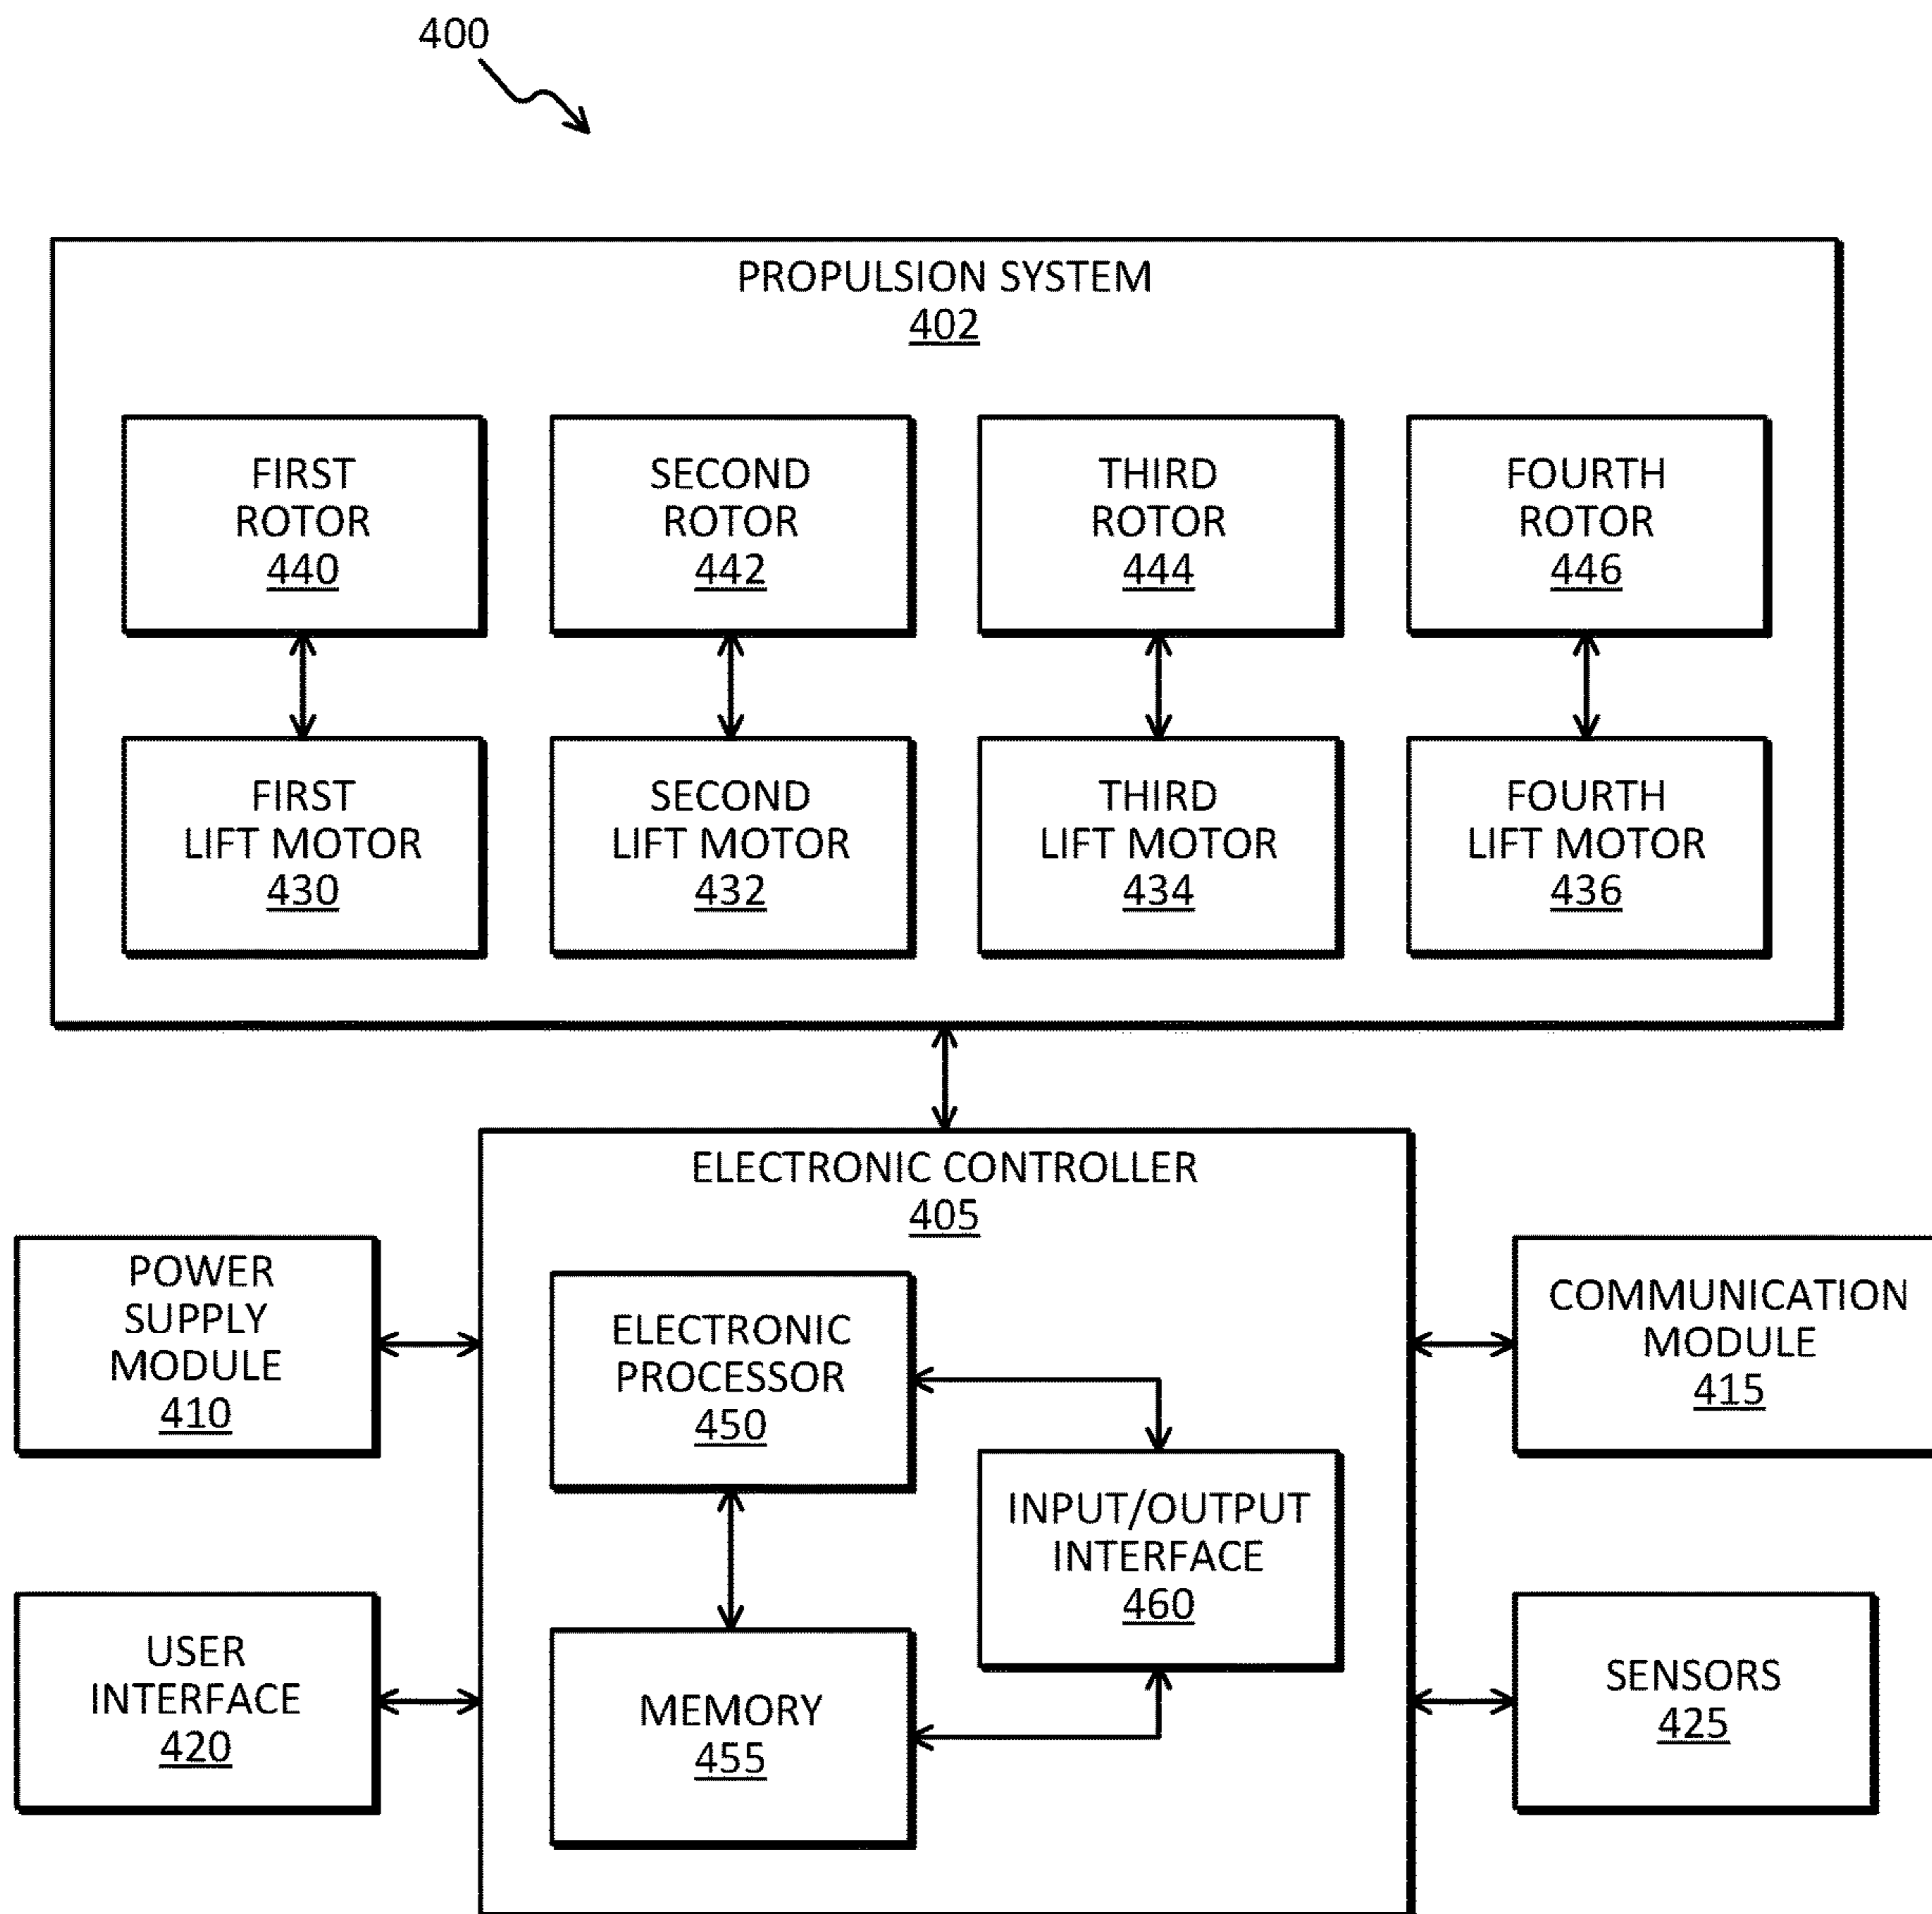 400
PROPULSION SYSTEM
402
FIRST
ROTOR
440
SECOND
ROTOR
442
THIRD
ROTOR
444
FOURTH
ROTOR
446
FIRST
LIFT MOTOR
430
SECOND
LIFT MOTOR
432
THIRD
LIFT MOTOR
434
FOURTH
LIFT MOTOR
436
ELECTRONIC CONTROLLER
405
POWER
SUPPLY
MODULE
410
ELECTRONIC
PROCESSOR
450
COMMUNICATION
MODULE
415
INPUT/OUTPUT
INTERFACE
460
USER
INTERFACE
420
MEMORY
455
SENSORS
425